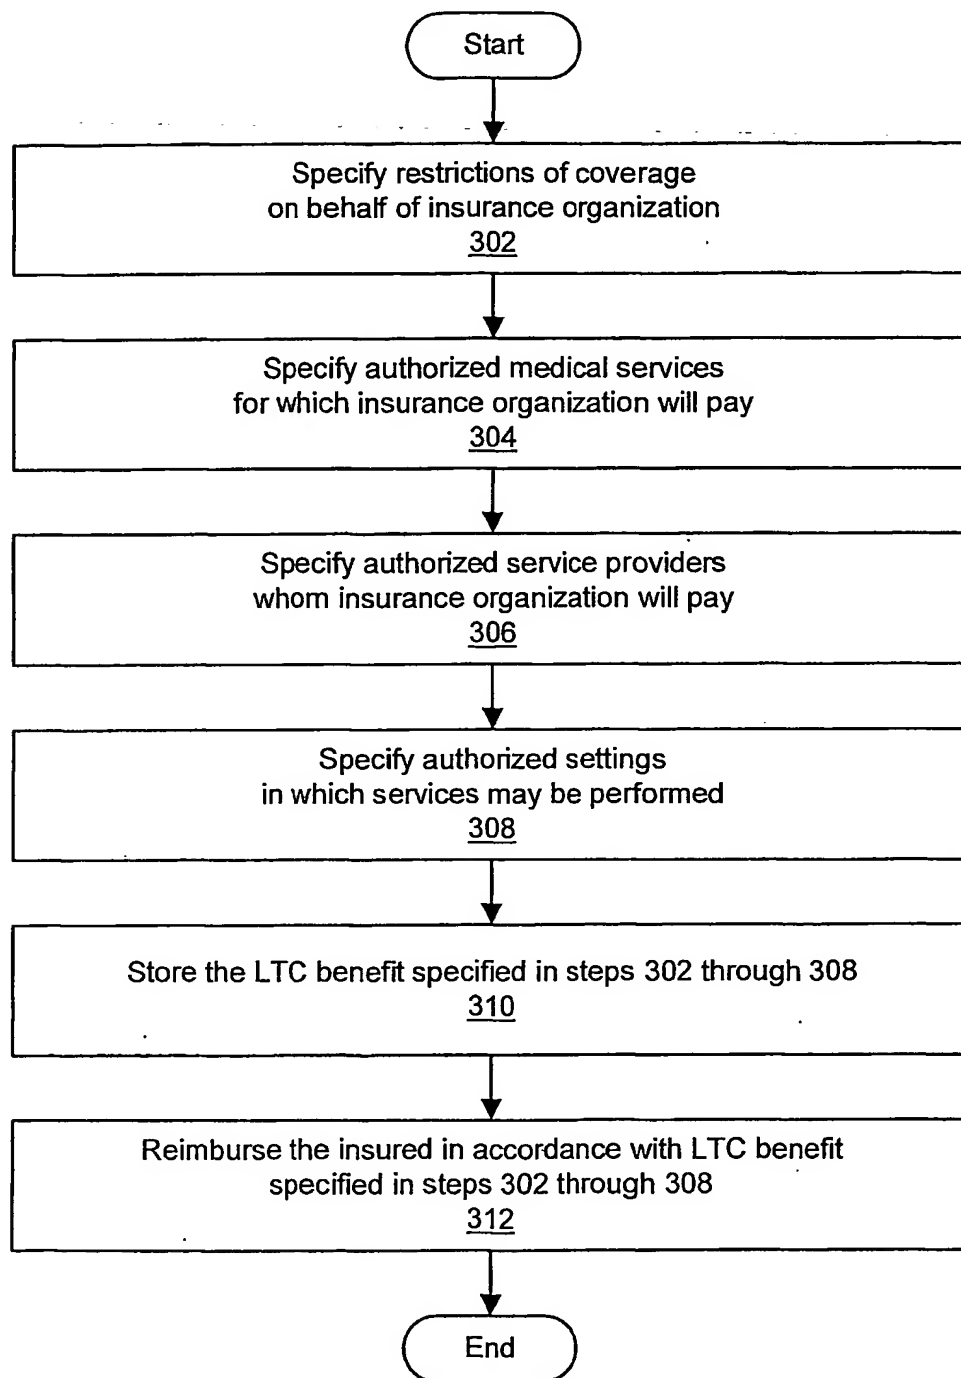 Start
Specify restrictions of coverage
on behalf of insurance organization
302
Specify authorized medical services
for which insurance organization will pay
304
Specify authorized service providers
whom insurance organization will pay
306
Specify authorized settings
in which services may be performed
308
Store the LTC benefit specified in steps 302 through 308
310
Reimburse the insured in accordance with LTC benefit
specified in steps 302 through 308
312
End